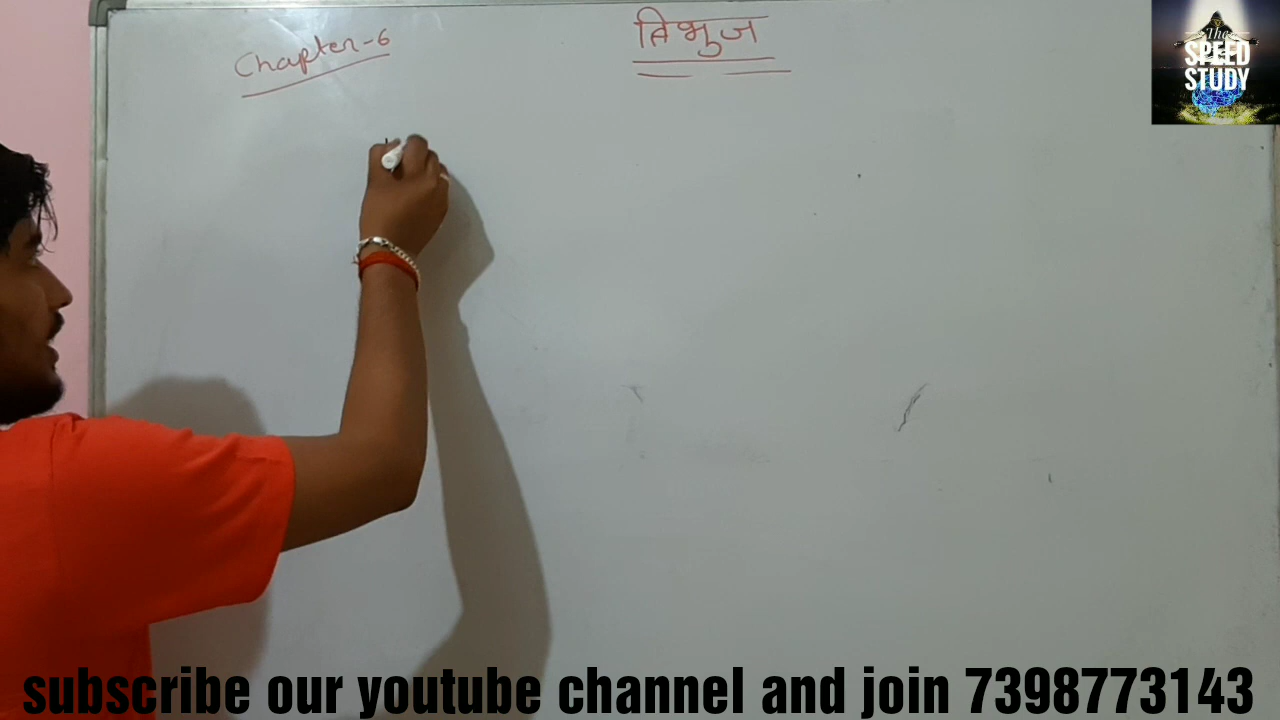 Chapter-6
त्रिभुज
The
SPEED
STUDY
subscribe our youtube channel and join 7398773143